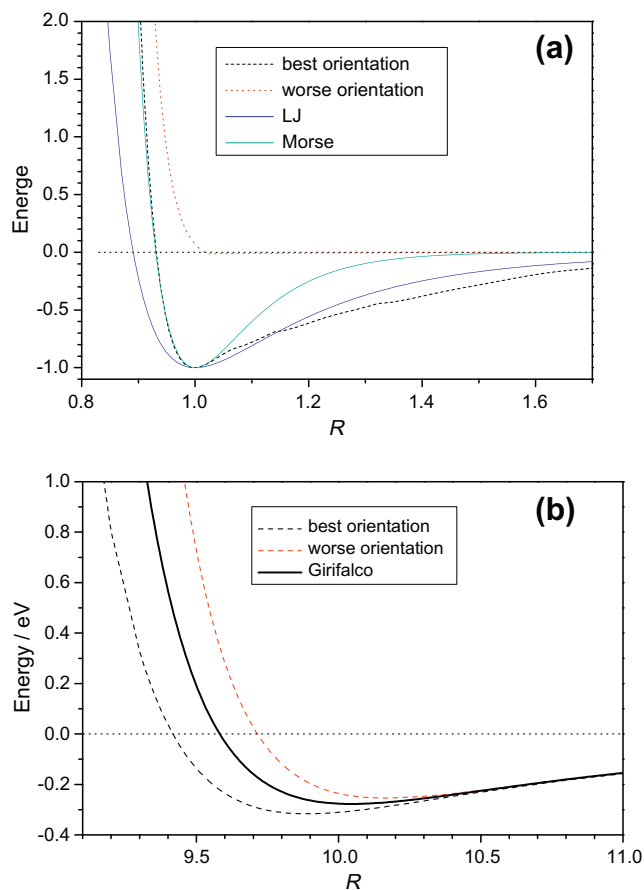 (a)
best orientation
worse orientation
LJ
Morse
Energe
2.0
1.5
1.0
0.5
0.0
-0.5
-1.0
0.8 1.0 1.2 1.4 1.6
R
(b)
best orientation
worse orientation
Girifalco
Energy / eV
1.0
0.8
0.6
0.4
0.2
0.0
-0.2
-0.4
9.5 10.0 10.5 11.0
R